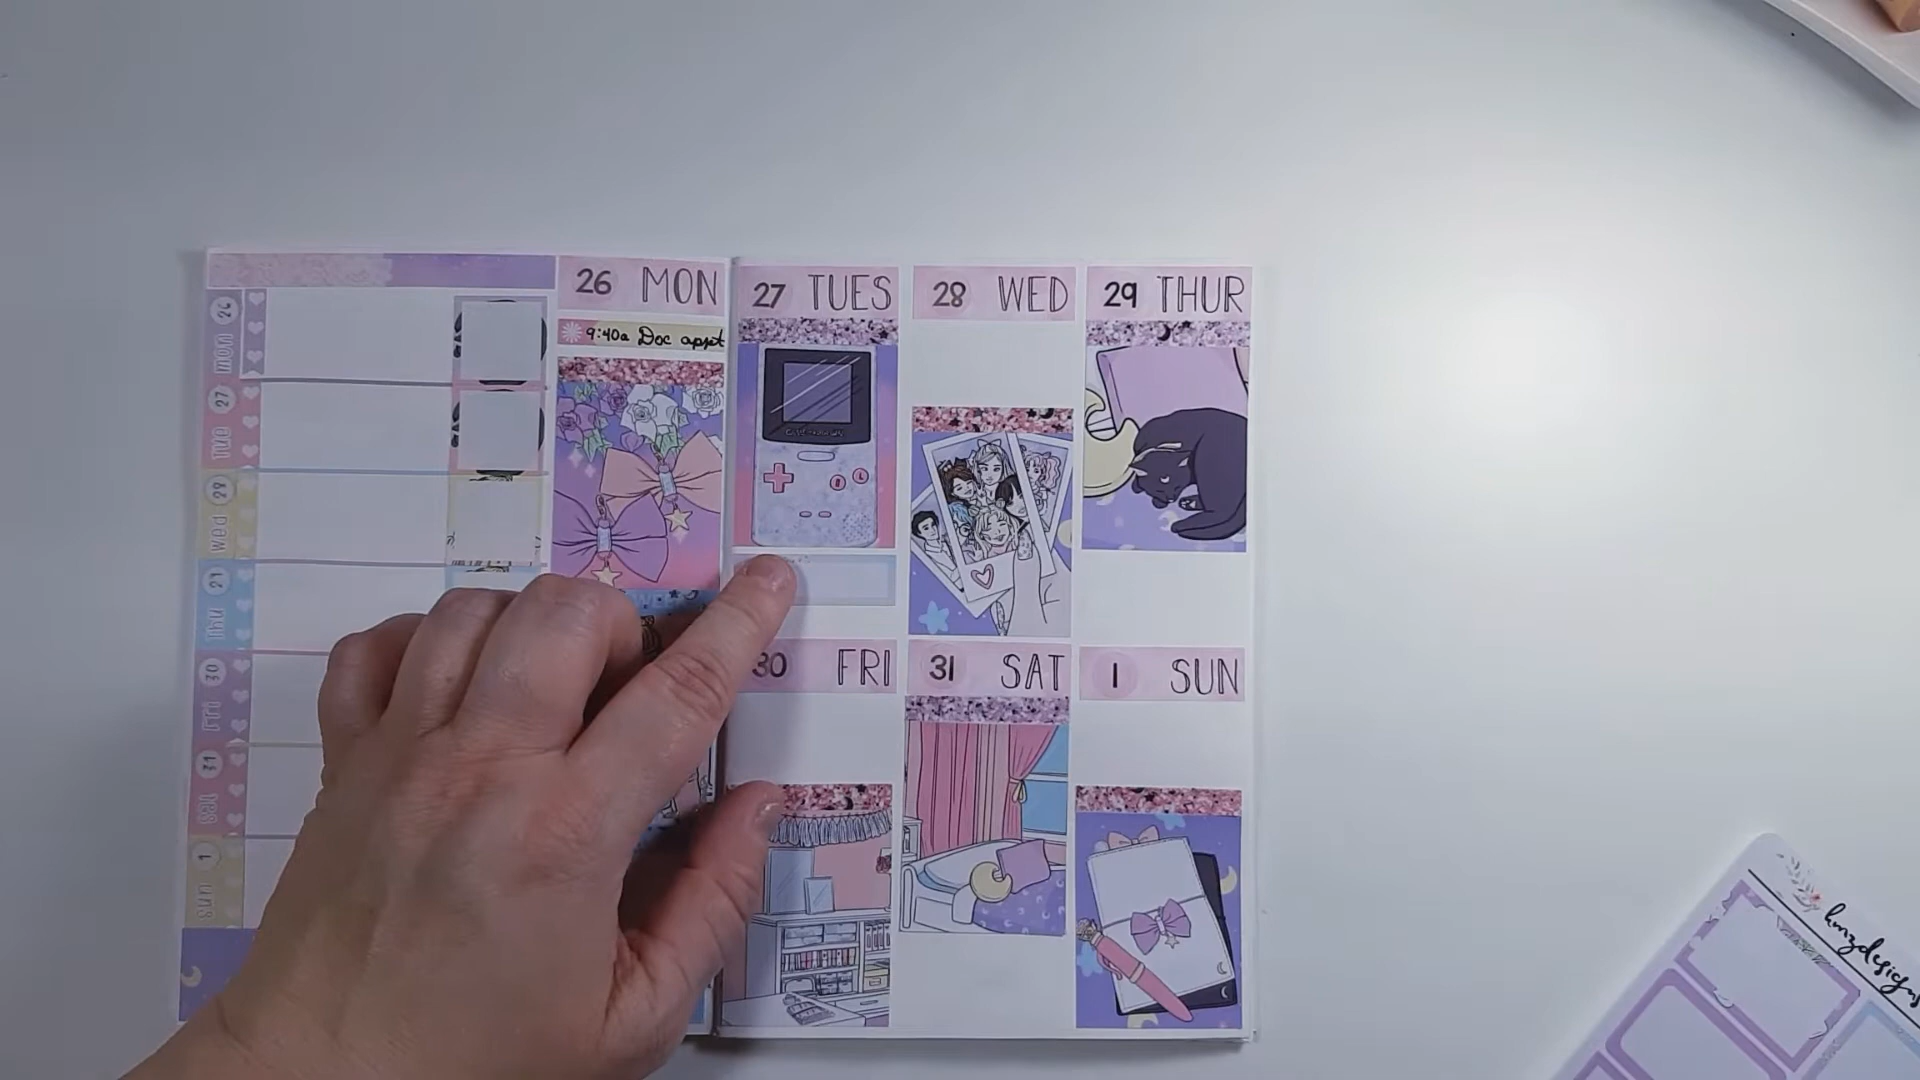 26 MON
9:40a Doc appt
27 TUES
28 WED
29 THUR
30 FRI
31 SAT
1 SUN
mon 26
Tue 27
wed 28
Thu 29
Fri 30
sat 31
sun 1
hmzdesigns